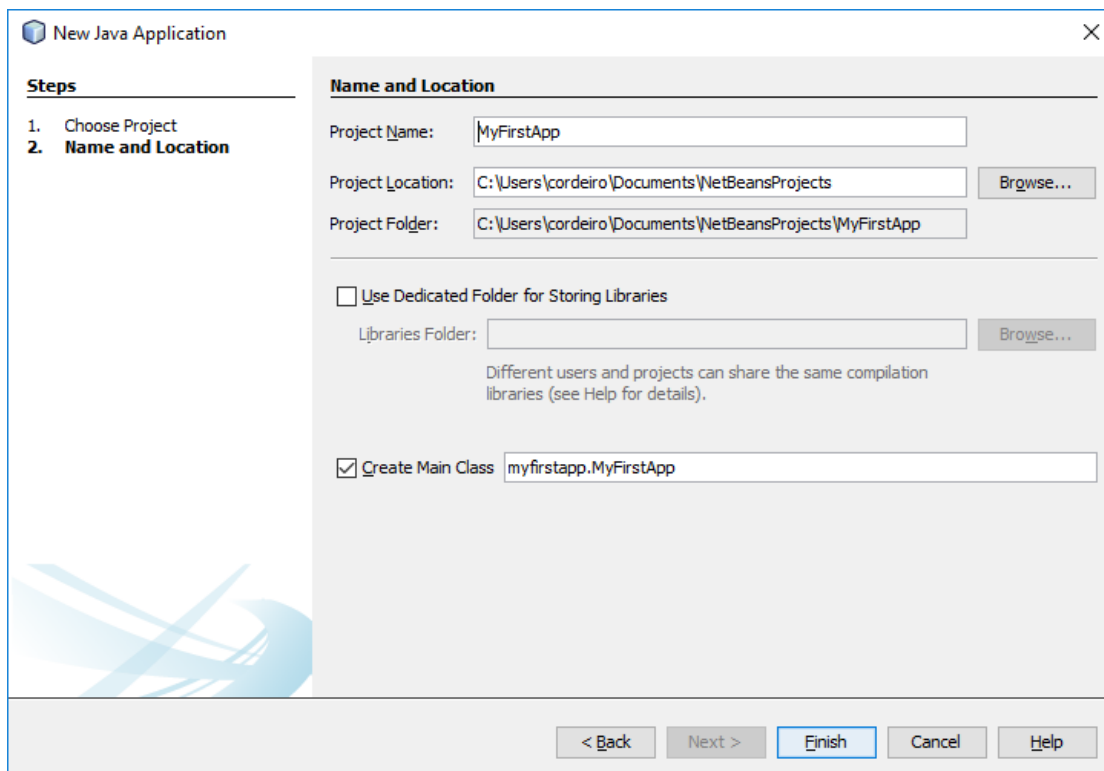 New Java Application
Steps
1. Choose Project
2. Name and Location
Name and Location
Project Name: MyFirstApp
Project Location: C:\Users\cordeiro\Documents\NetBeansProjects Browse...
Project Folder: C:\Users\cordeiro\Documents\NetBeansProjects\MyFirstApp
Use Dedicated Folder for Storing Libraries
Libraries Folder: Browse...
Different users and projects can share the same compilation
libraries (see Help for details).
Create Main Class myfirstapp.MyFirstApp
< Back Next > Finish Cancel Help